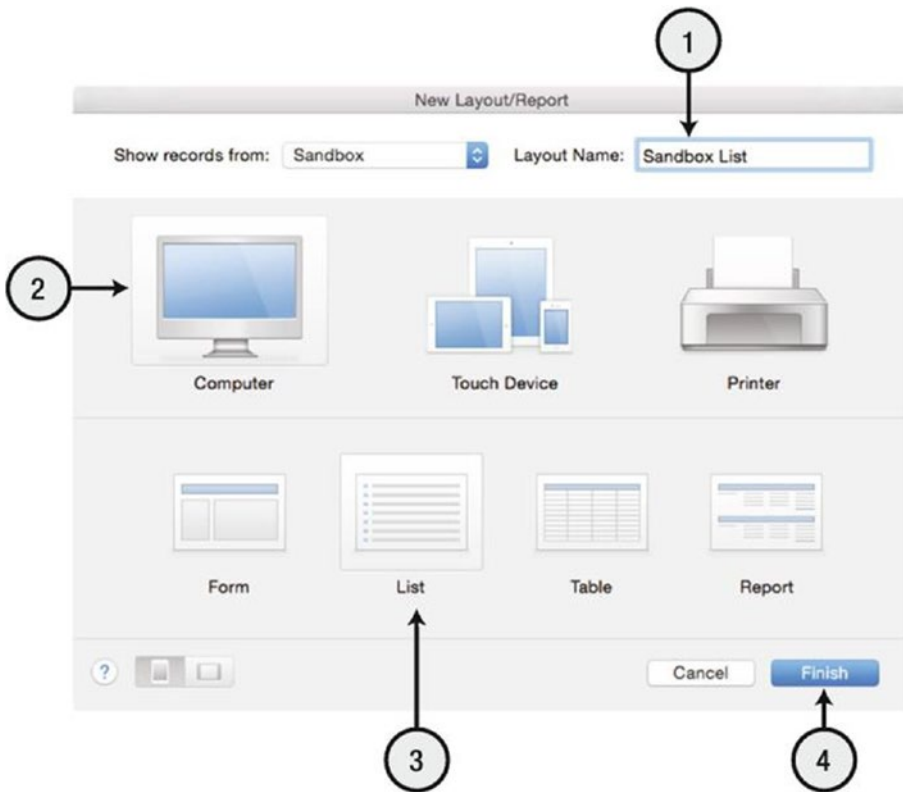 1
New Layout/Report
Show records from: Sandbox Layout Name: Sandbox List
2
Computer Touch Device Printer
Form List Table Report
? Cancel Finish
3 4